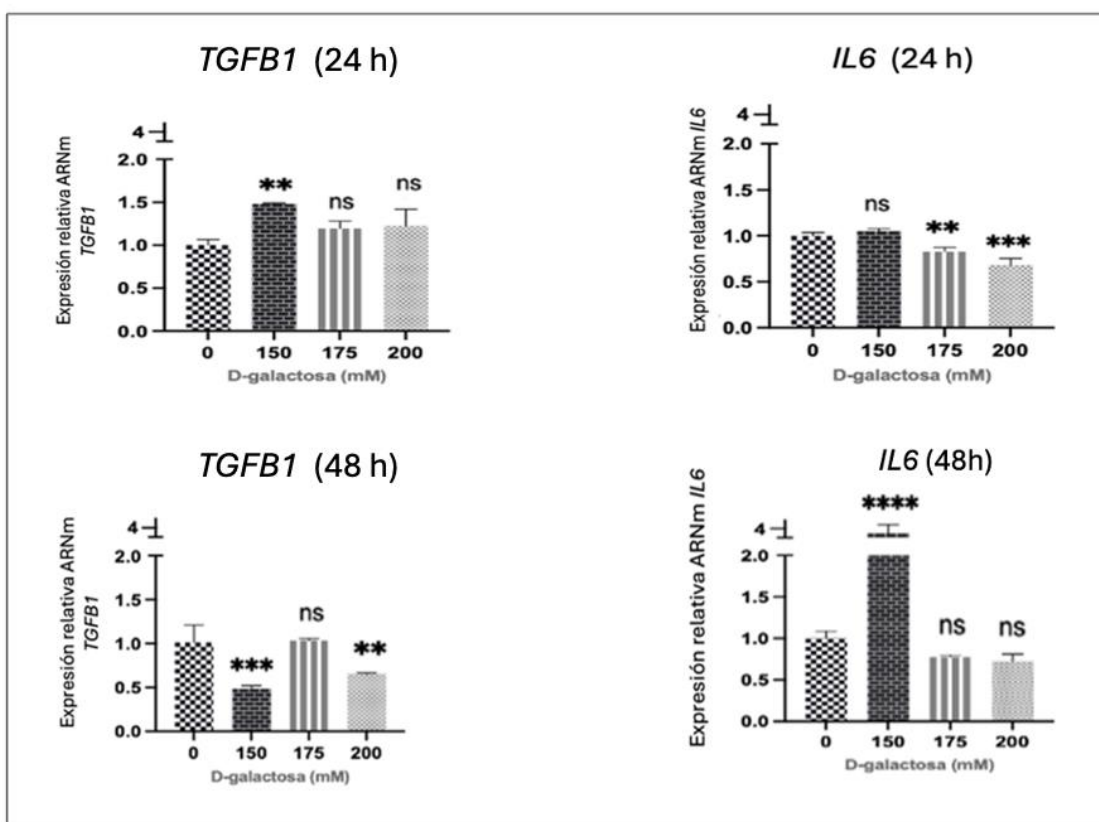 TGFB1 (24 h)
Expresión relativa ARNm
TGFB1
4
2.0
1.5
1.0
0.5
0.0
**
ns
ns
0 150 175 200
D-galactosa (mM)
IL6 (24 h)
Expresión relativa ARNm IL6
4
2.0
1.5
1.0
0.5
0.0
ns
**
***
0 150 175 200
D-galactosa (mM)
TGFB1 (48 h)
Expresión relativa ARNm
TGFB1
4
2.0
1.5
1.0
0.5
0.0
***
ns
**
0 150 175 200
D-galactosa (mM)
IL6 (48h)
Expresión relativa ARNm IL6
4
2.0
1.5
1.0
0.5
0.0
****
ns
ns
0 150 175 200
D-galactosa (mM)